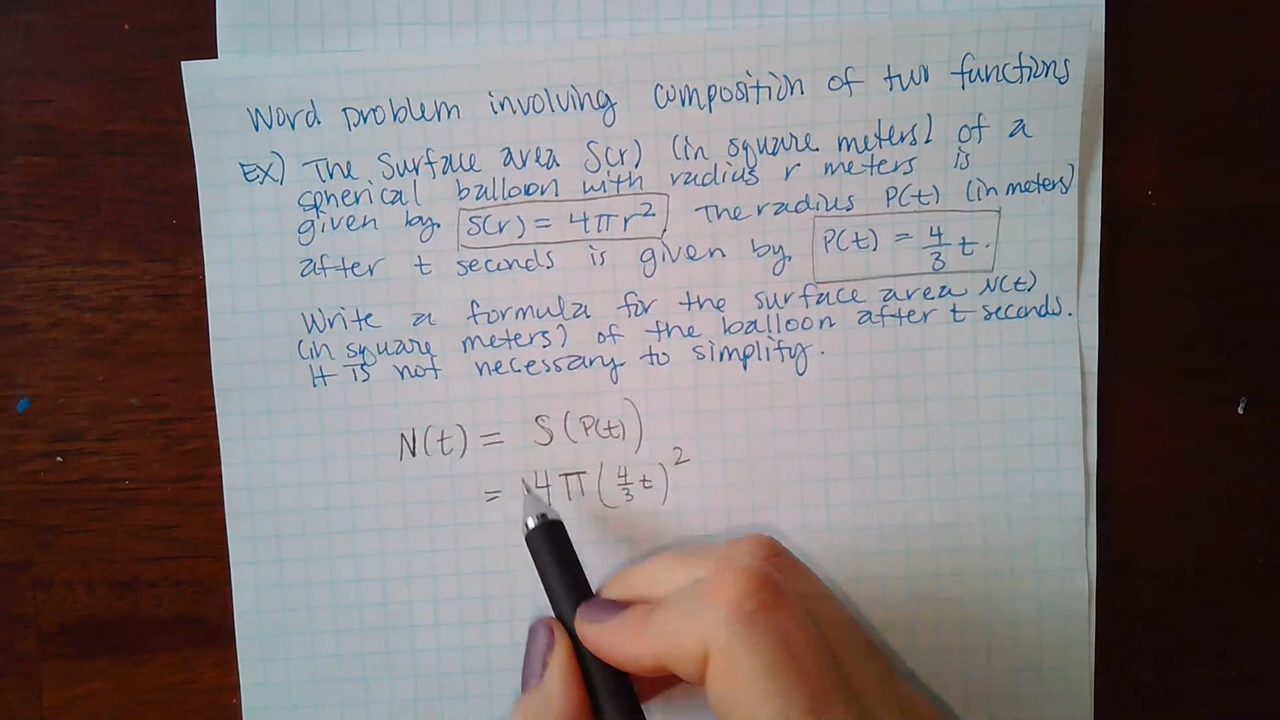 Word problem involving composition of two functions
EX) The surface area S(r) (in square meters) of a
spherical balloon with radius r meters is
given by S(r) = 4πr². The radius P(t) (in meters)
after t seconds is given by P(t) = 4/3 t.
Write a formula for the surface area N(t)
(in square meters) of the balloon after t seconds.
It is not necessary to simplify.
N(t) = S(P(t))
= 4π(4/3 t)²